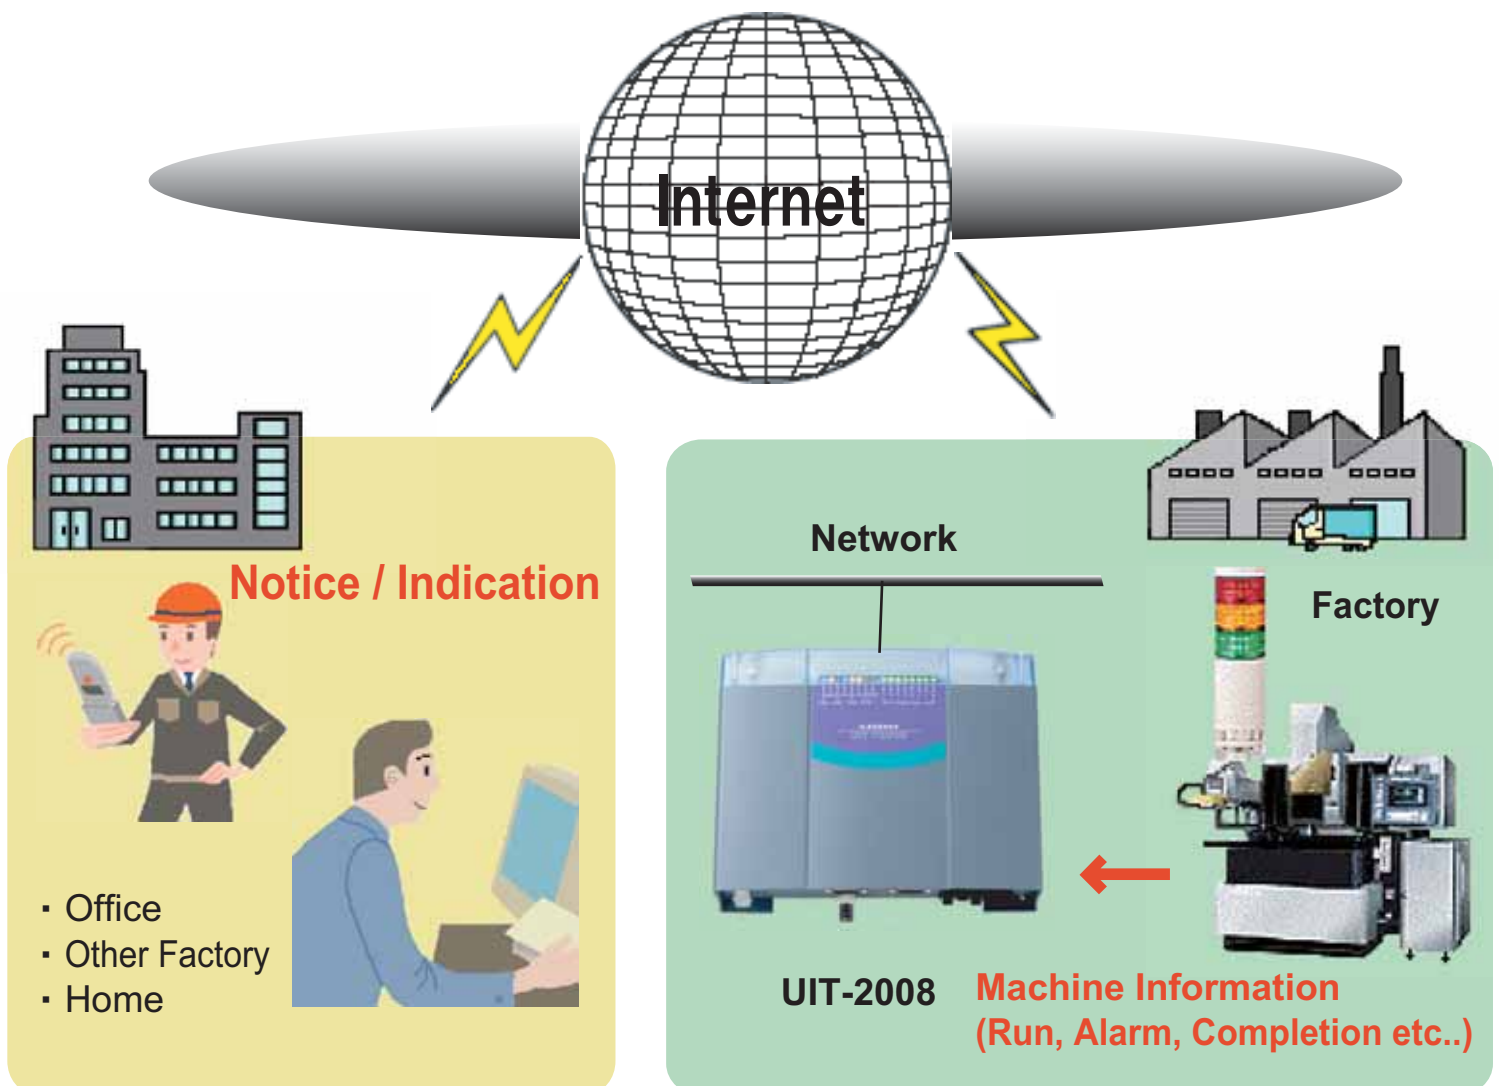 Internet
Notice / Indication
・Office
・Other Factory
・Home
Network
Factory
UIT-2008
Machine Information
(Run, Alarm, Completion etc..)